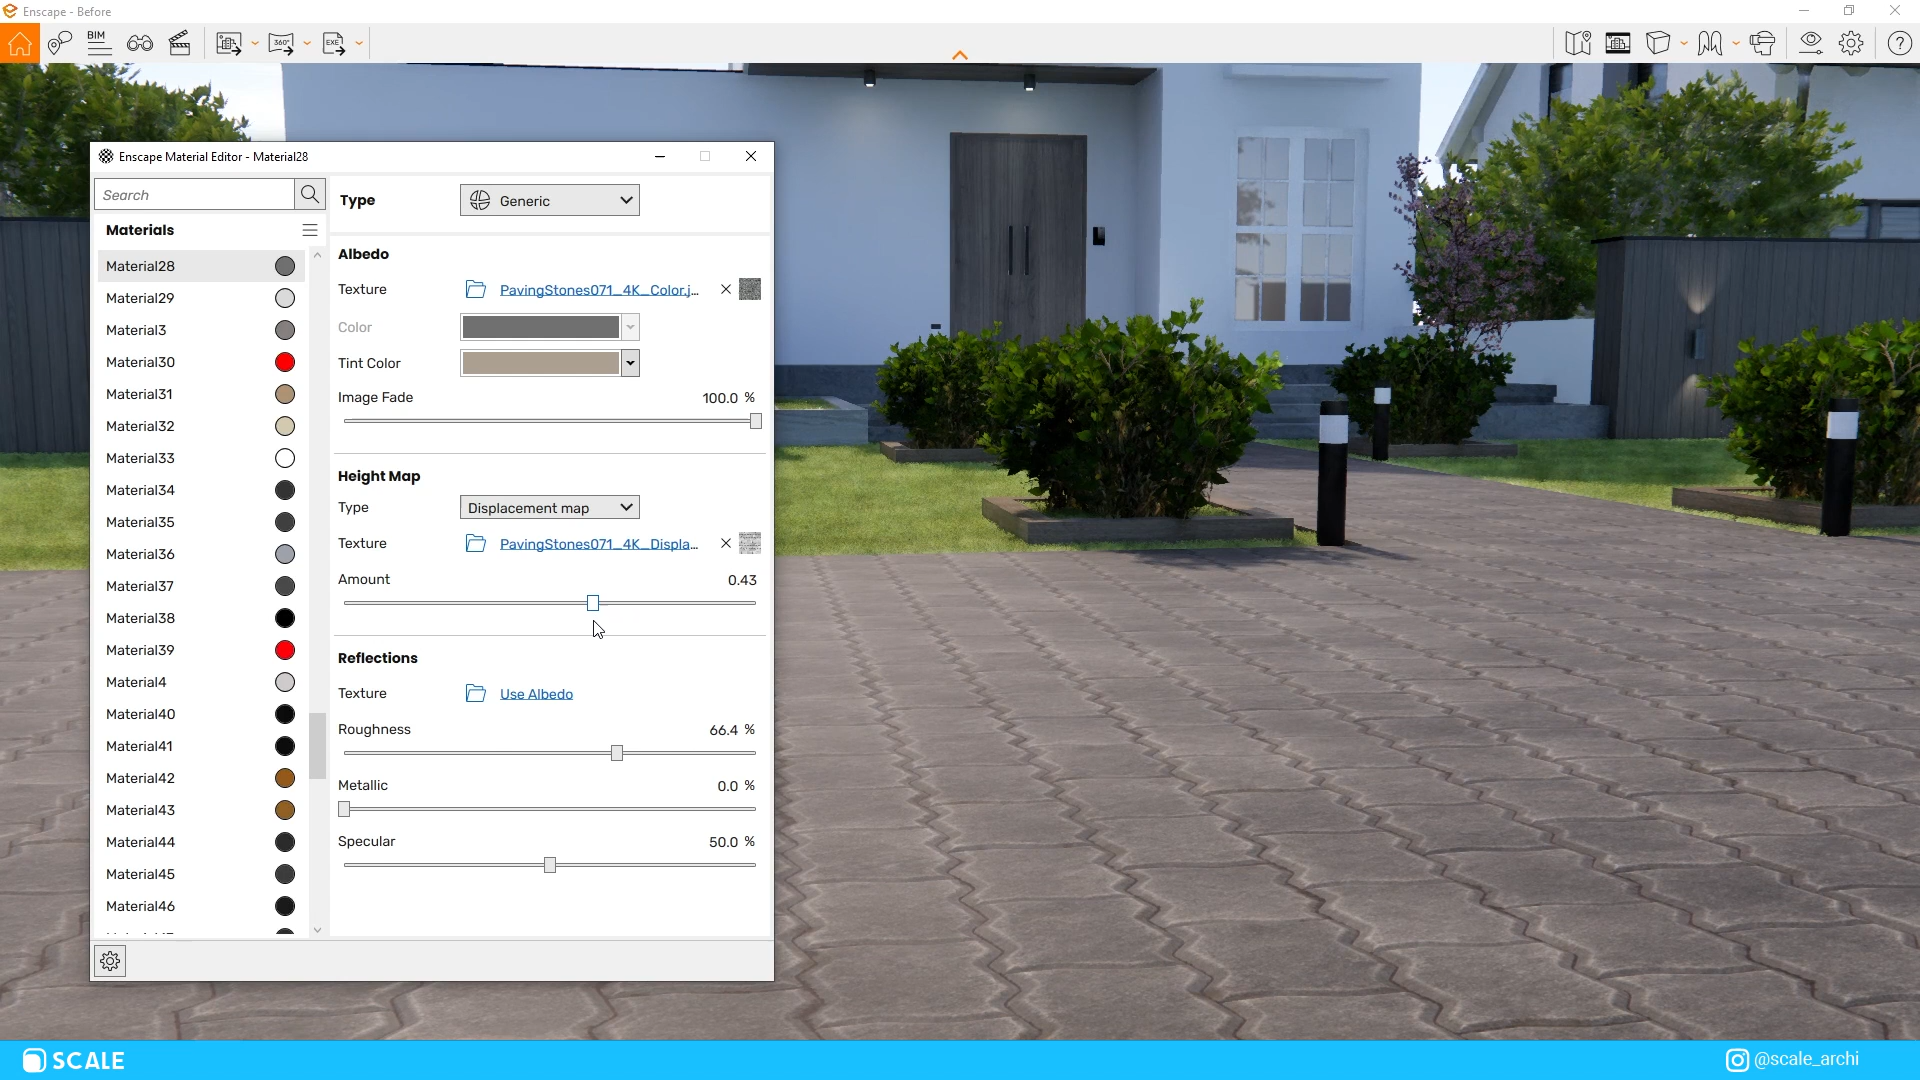 Enscape - Before
BIM
360°
EXE
Enscape Material Editor - Material28
Search
Materials
Material28
Material29
Material3
Material30
Material31
Material32
Material33
Material34
Material35
Material36
Material37
Material38
Material39
Material4
Material40
Material41
Material42
Material43
Material44
Material45
Material46
Type Generic
Albedo
Texture PavingStones071_4K_Color.j...
Color
Tint Color
Image Fade 100.0 %
Height Map
Type Displacement map
Texture PavingStones071_4K_Displa...
Amount 0.43
Reflections
Texture Use Albedo
Roughness 66.4 %
Metallic 0.0 %
Specular 50.0 %
SCALE
@scale_archi